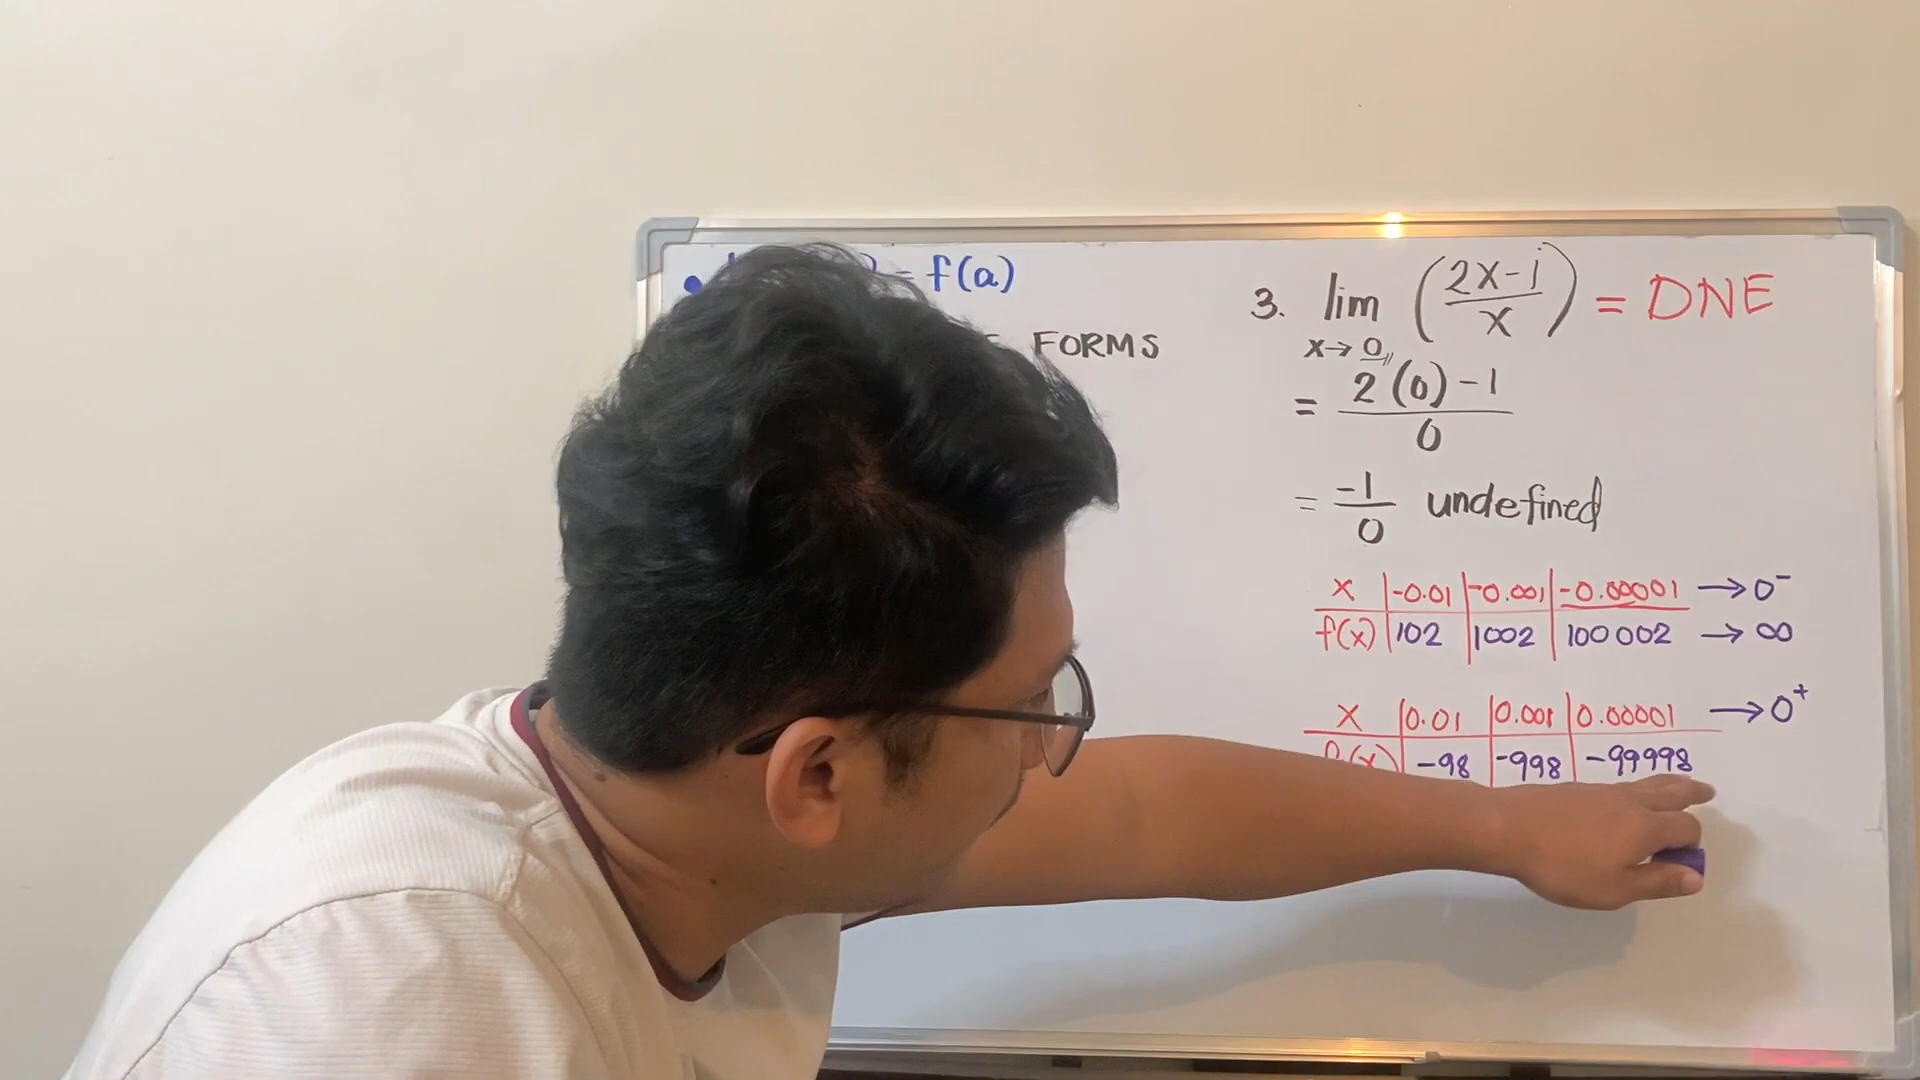 = f(a)
FORMS
3. lim (2x-1/x) = DNE
x→0
= 2(0)-1/0
= -1/0 undefined
x | -0.01 | -0.001 | -0.00001 → 0⁻
f(x) | 102 | 1002 | 100002 → ∞
x | 0.01 | 0.001 | 0.00001 → 0⁺
f(x) | -98 | -998 | -99998